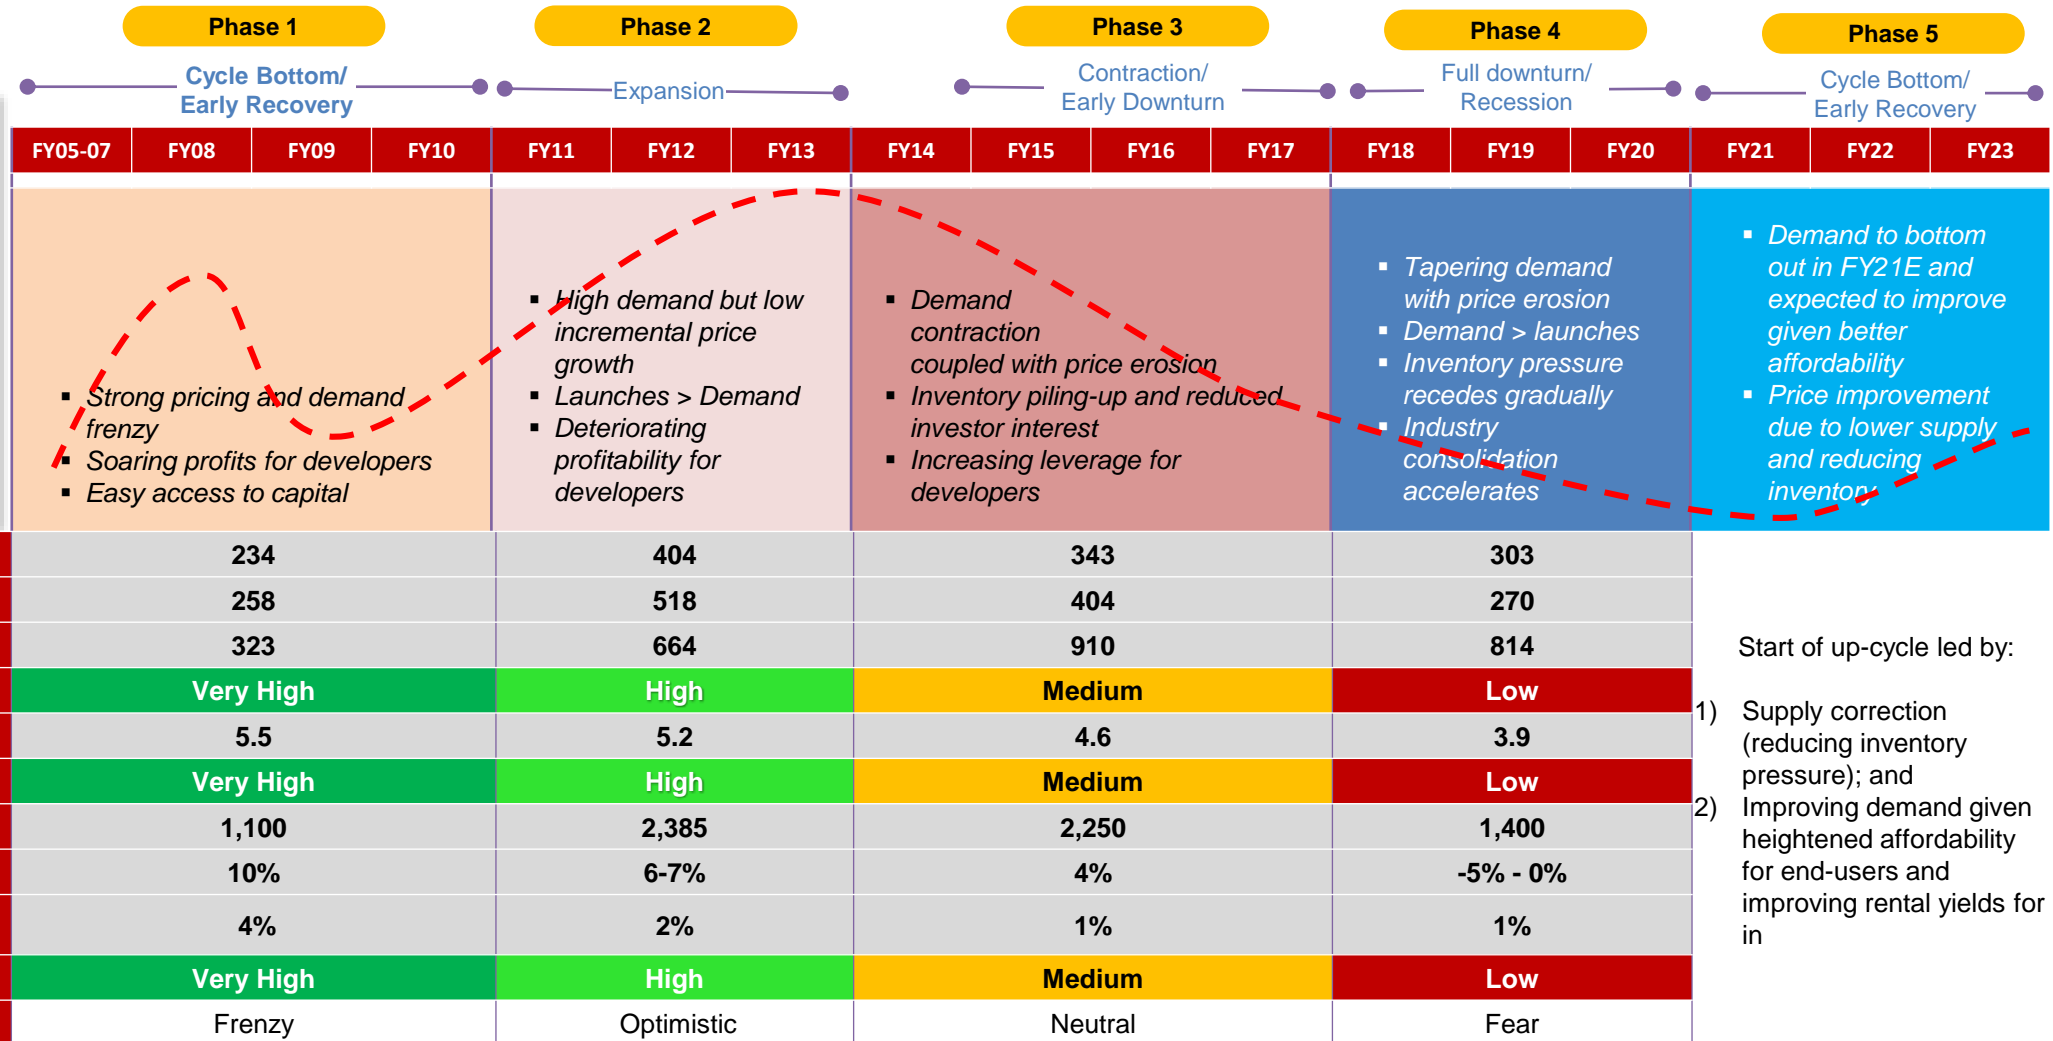 Phase 1
Phase 2
Phase 3
Phase 4
Phase 5
Cycle Bottom/
Early Recovery
Expansion
Contraction/
Early Downturn
Full downturn/
Recession
Cycle Bottom/
Early Recovery
FY05-07 FY08 FY09 FY10 FY11 FY12 FY13 FY14 FY15 FY16 FY17 FY18 FY19 FY20 FY21 FY22 FY23
▪ Strong pricing and demand
frenzy
▪ Soaring profits for developers
▪ Easy access to capital
▪ High demand but low
incremental price
growth
▪ Launches > Demand
▪ Deteriorating
profitability for
developers
▪ Demand
contraction
coupled with price erosion
▪ Inventory piling-up and reduced
investor interest
▪ Increasing leverage for
developers
▪ Tapering demand
with price erosion
▪ Demand > launches
▪ Inventory pressure
recedes gradually
▪ Industry
consolidation
accelerates
▪ Demand to bottom
out in FY21E and
expected to improve
given better
affordability
▪ Price improvement
due to lower supply
and reducing
inventory
234 404 343 303
258 518 404 270
323 664 910 814
Very High High Medium Low
5.5 5.2 4.6 3.9
Very High High Medium Low
1,100 2,385 2,250 1,400
10% 6-7% 4% -5% - 0%
4% 2% 1% 1%
Very High High Medium Low
Frenzy Optimistic Neutral Fear
Start of up-cycle led by:
1) Supply correction
(reducing inventory
pressure); and
2) Improving demand given
heightened affordability
for end-users and
improving rental yields for
in